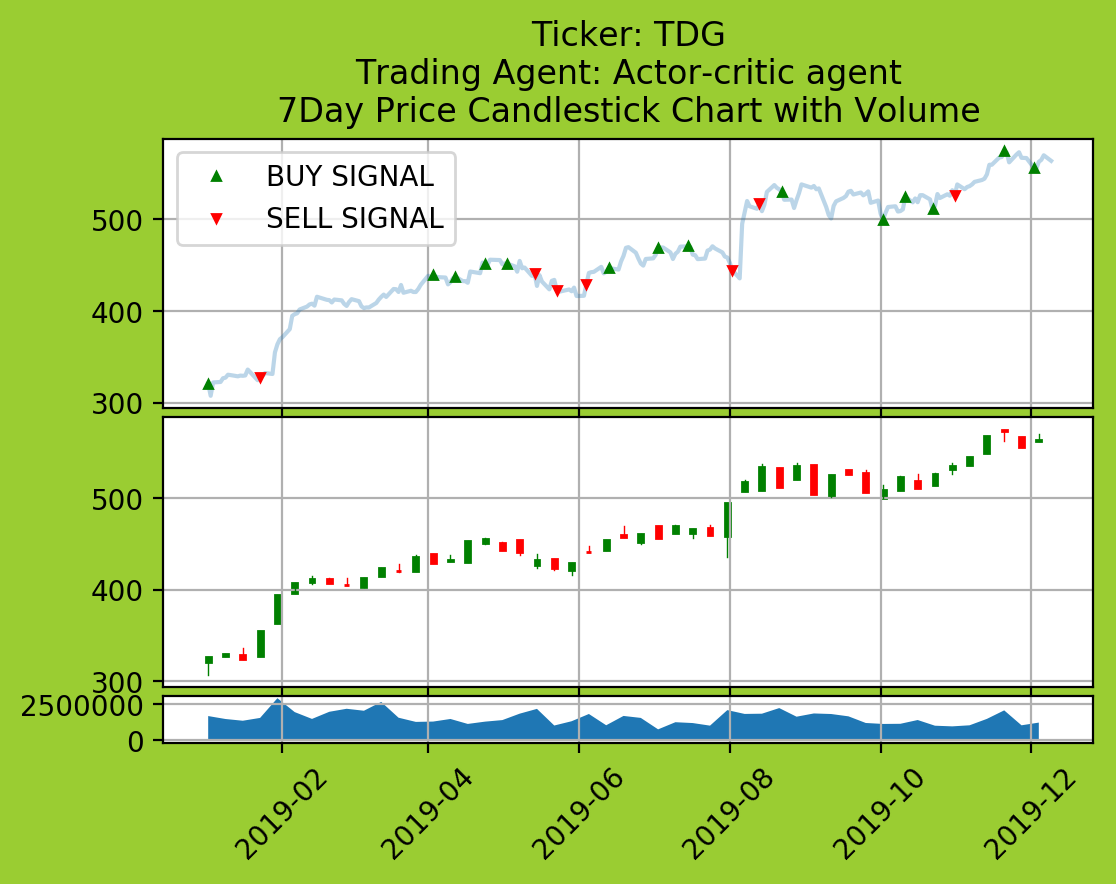 Ticker: TDG
Trading Agent: Actor-critic agent
7Day Price Candlestick Chart with Volume
BUY SIGNAL
SELL SIGNAL
500
400
300
500
400
300
2500000
0
2019-02
2019-04
2019-06
2019-08
2019-10
2019-12